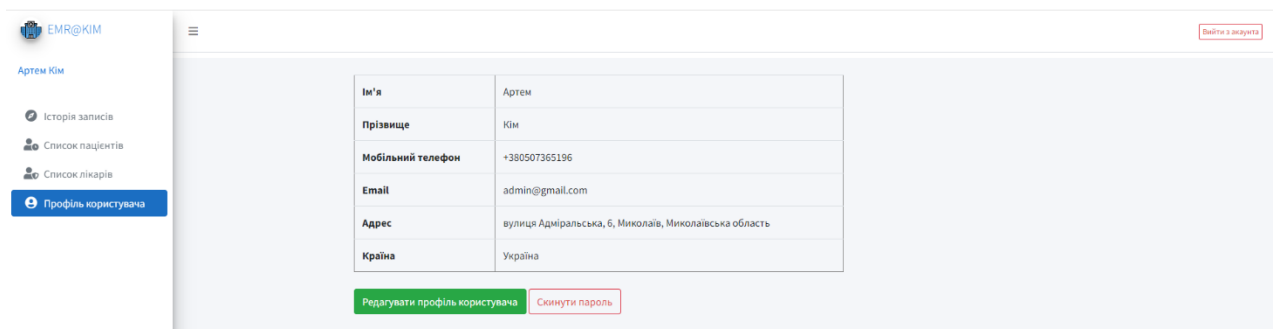 EMR@KIM
Вийти з акаунта
Артем Кім
Історія записів
Список пацієнтів
Список лікарів
Профіль користувача
Ім'я Артем
Прізвище Кім
Мобільний телефон +380507365196
Email admin@gmail.com
Адрес вулиця Адміральська, 6, Миколаїв, Миколаївська область
Країна Україна
Редагувати профіль користувача Скинути пароль